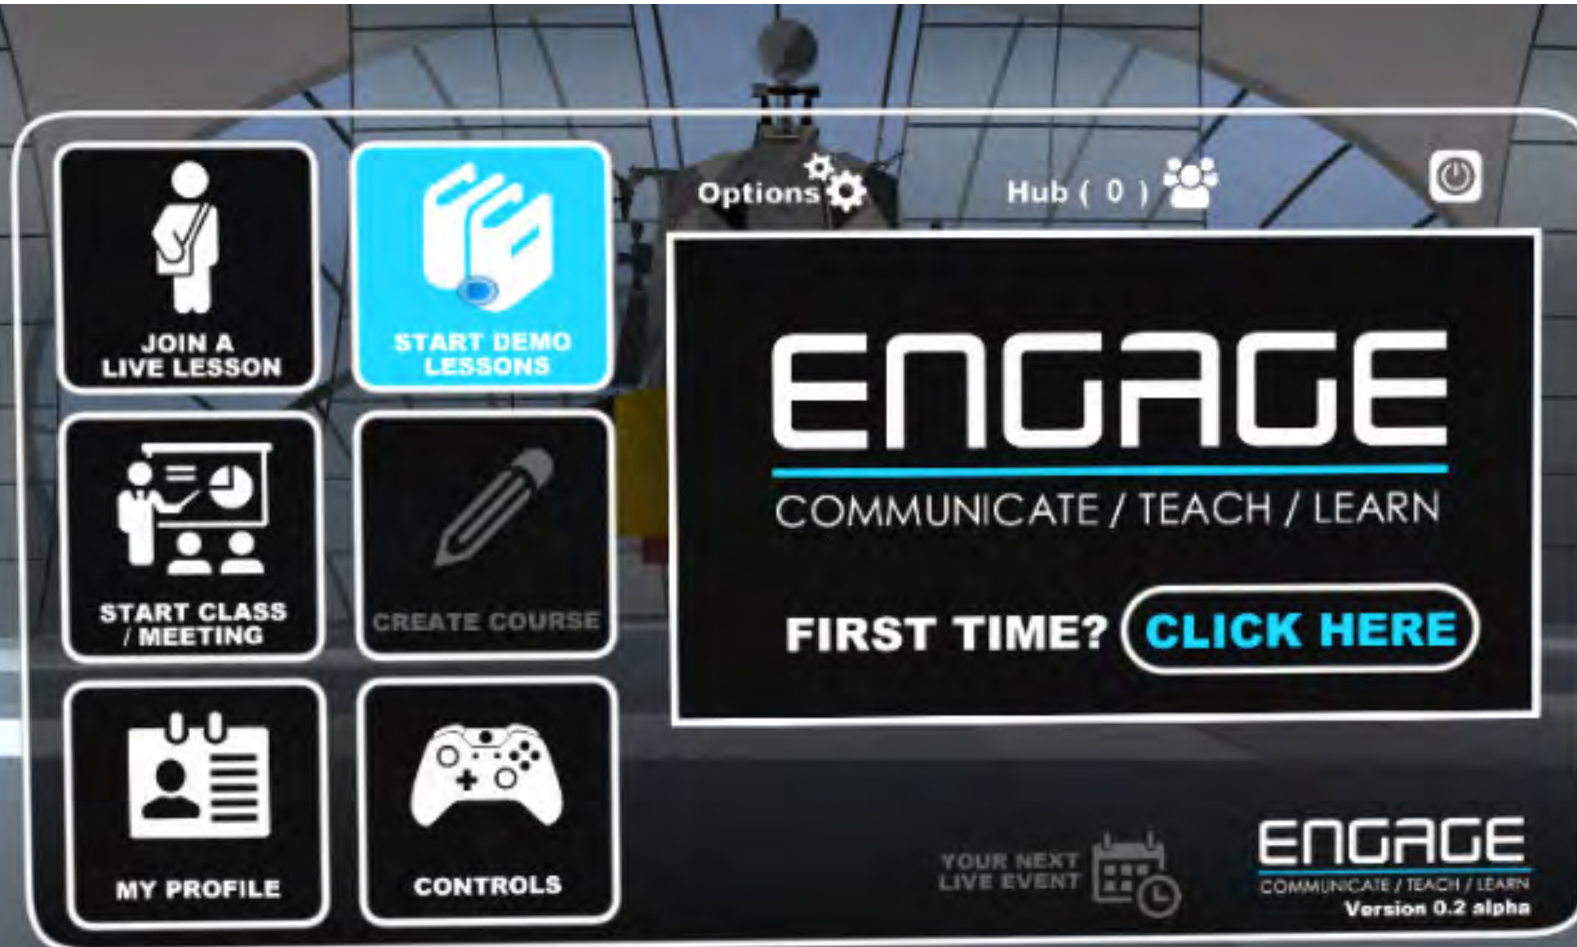 JOIN A
LIVE LESSON
START DEMO
LESSONS
Options
Hub ( 0 )
START CLASS
/ MEETING
CREATE COURSE
MY PROFILE
CONTROLS
ENGAGE
COMMUNICATE / TEACH / LEARN
FIRST TIME? CLICK HERE
YOUR NEXT
LIVE EVENT
ENGAGE
COMMUNICATE / TEACH / LEARN
Version 0.2 alpha